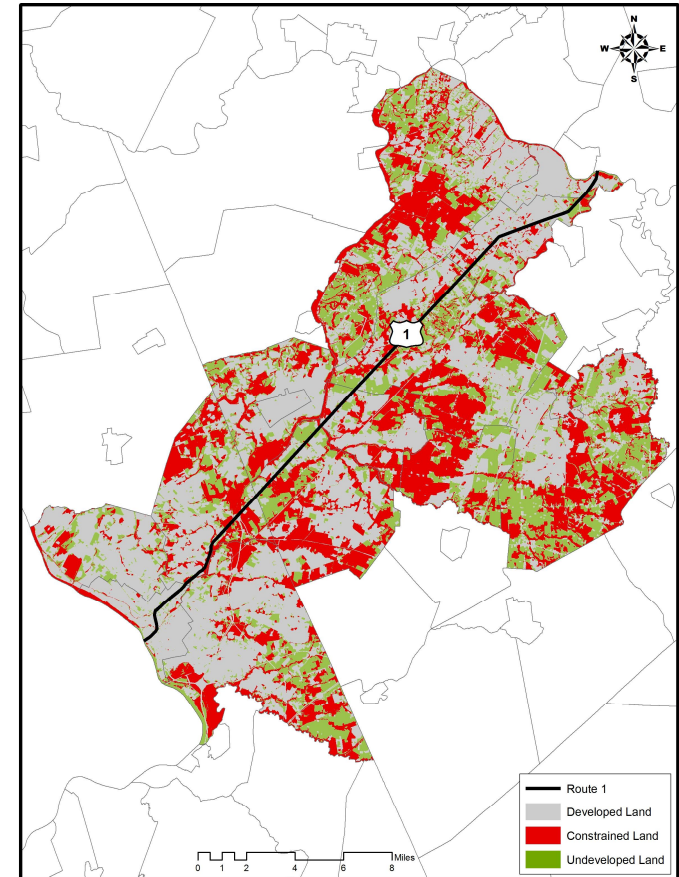 N
W E
S
1
Route 1
Developed Land
Constrained Land
Undeveloped Land
Miles
0 1 2 4 6 8